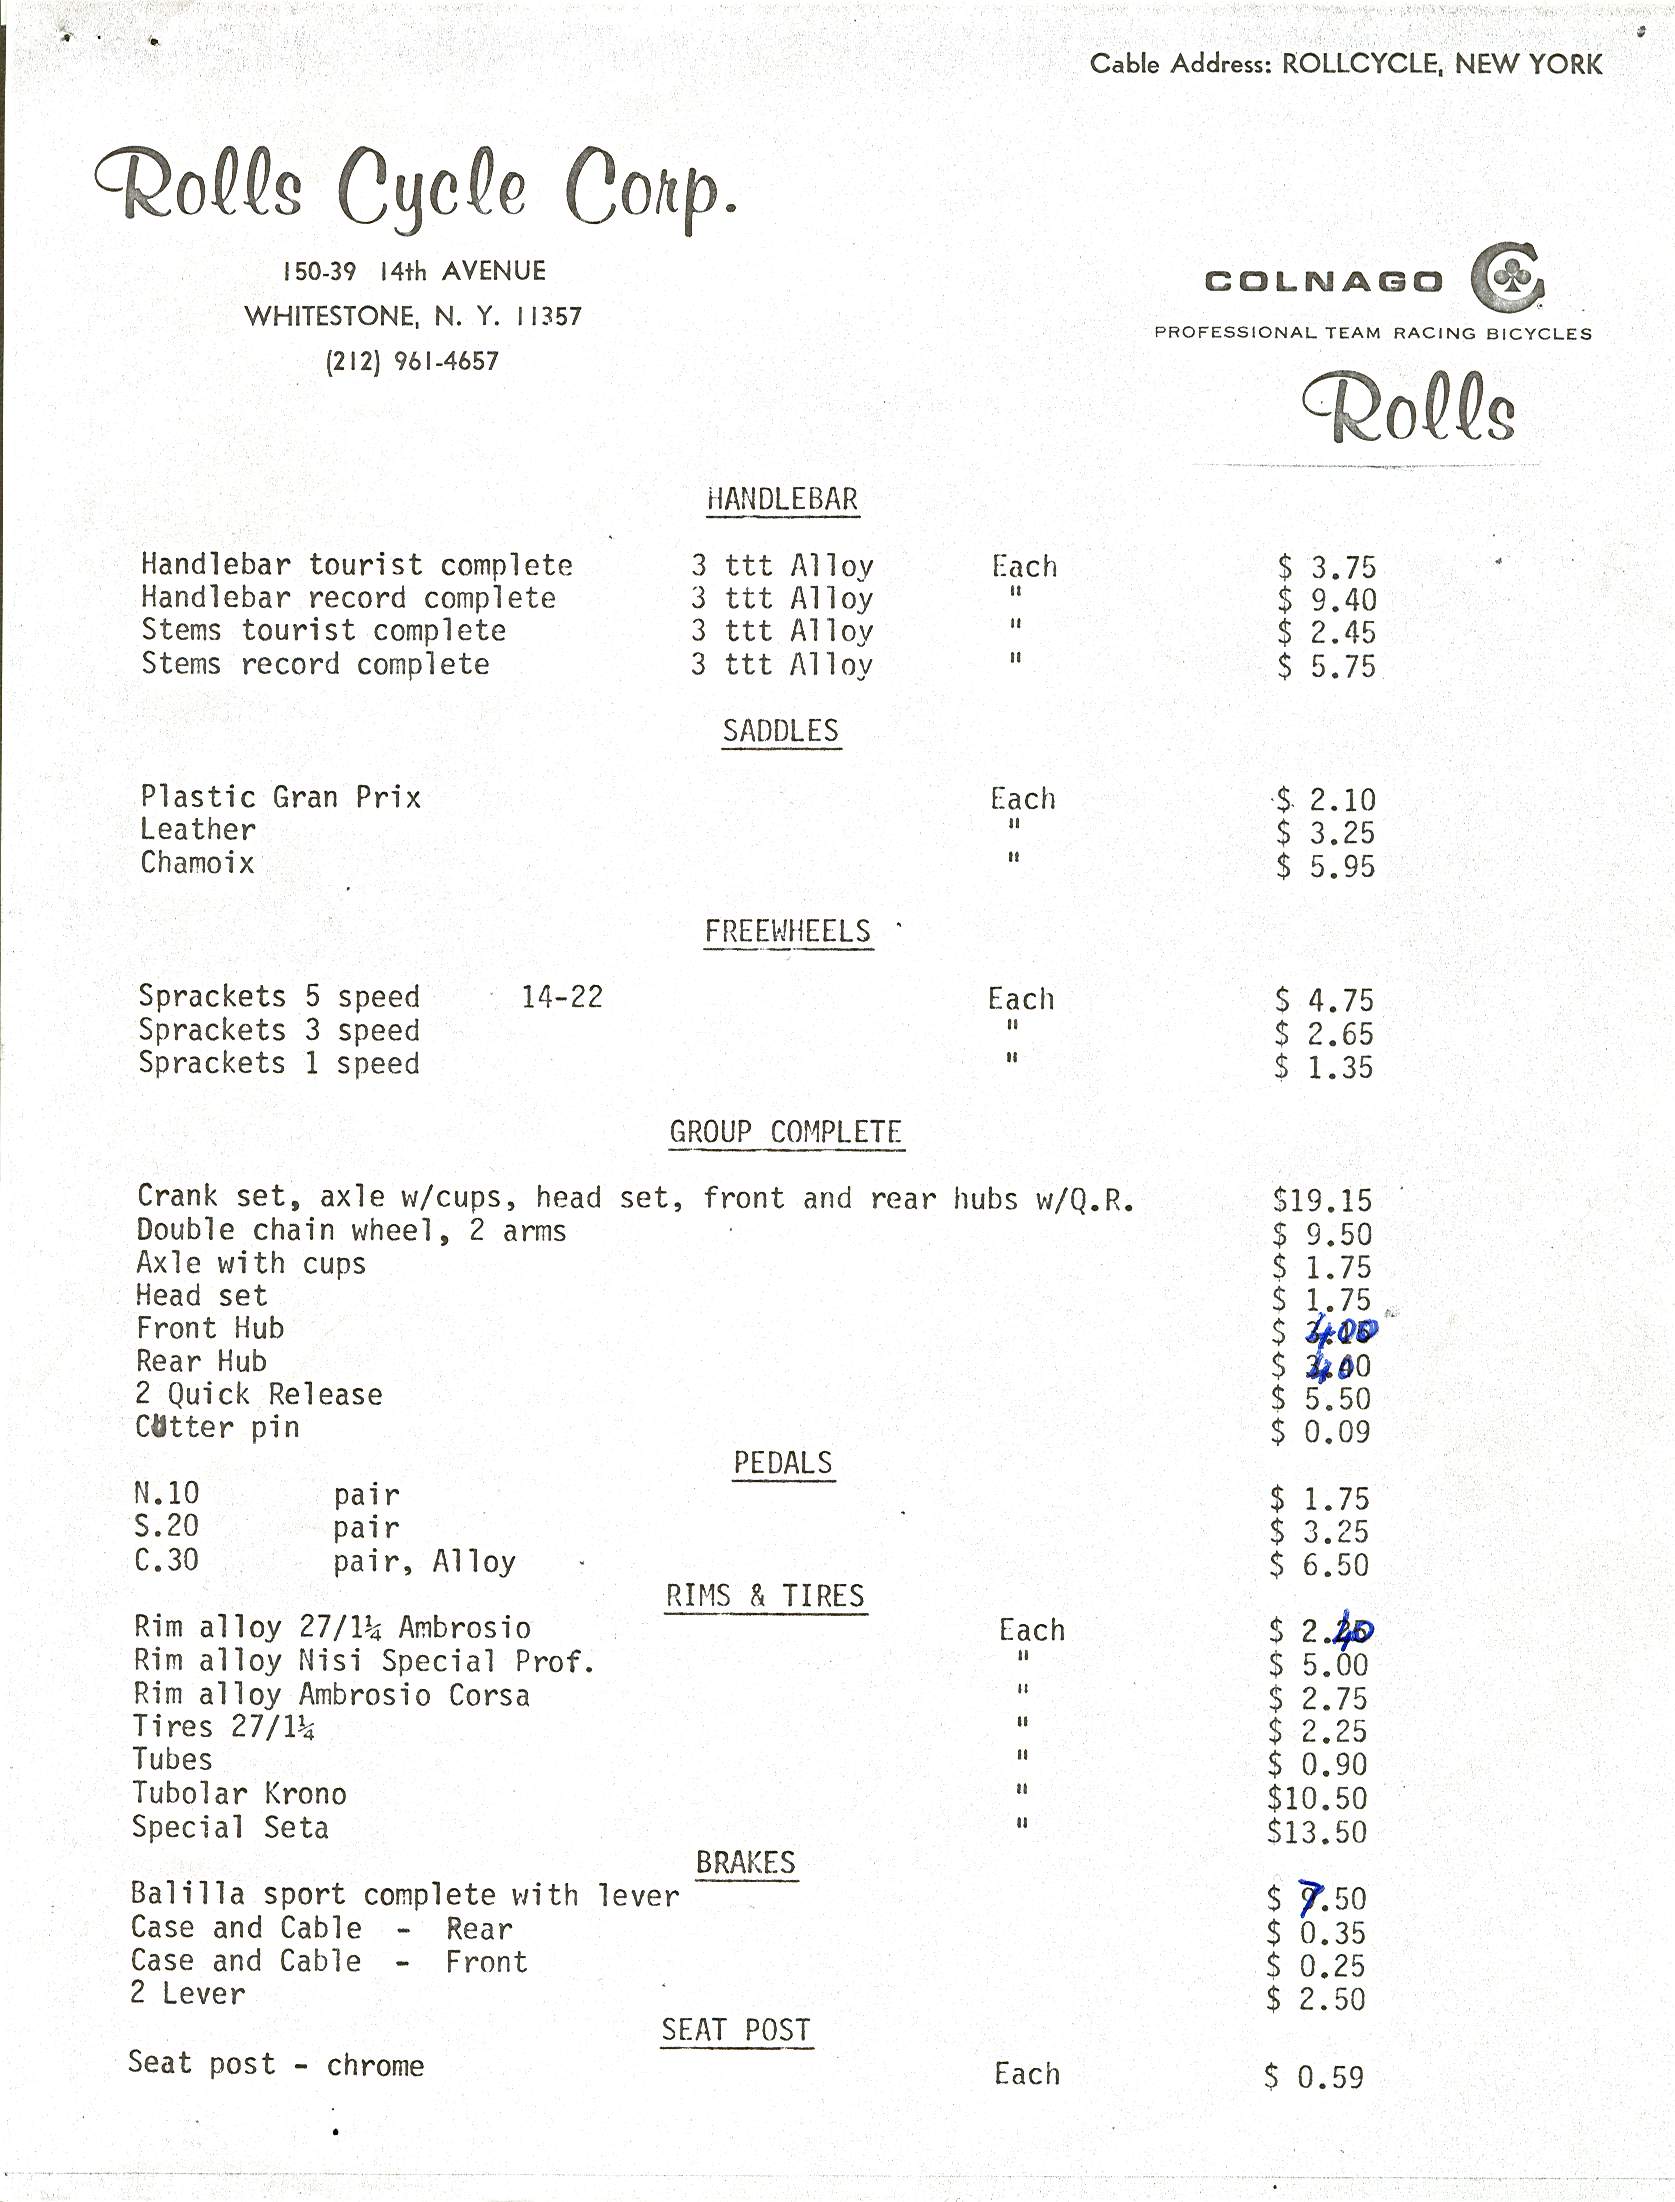 Cable Address: ROLLCYCLE, NEW YORK
Rolls Cycle Corp.
150-39 14th AVENUE
WHITESTONE, N. Y. 11357
(212) 961-4657
COLNAGO
PROFESSIONAL TEAM RACING BICYCLES
Rolls
HANDLEBAR
Handlebar tourist complete 3 ttt Alloy Each $ 3.75
Handlebar record complete 3 ttt Alloy " $ 9.40
Stems tourist complete 3 ttt Alloy " $ 2.45
Stems record complete 3 ttt Alloy " $ 5.75
SADDLES
Plastic Gran Prix Each $ 2.10
Leather " $ 3.25
Chamoix " $ 5.95
FREEWHEELS
Sprackets 5 speed 14-22 Each $ 4.75
Sprackets 3 speed " $ 2.65
Sprackets 1 speed " $ 1.35
GROUP COMPLETE
Crank set, axle w/cups, head set, front and rear hubs w/Q.R. $19.15
Double chain wheel, 2 arms $ 9.50
Axle with cups $ 1.75
Head set $ 1.75
Front Hub $ 400
Rear Hub $
2 Quick Release $ 5.50
Cutter pin $ 0.09
PEDALS
N.10 pair $ 1.75
S.20 pair $ 3.25
C.30 pair, Alloy $ 6.50
RIMS & TIRES
Rim alloy 27/1¼ Ambrosio Each $ 2.40
Rim alloy Nisi Special Prof. " $ 5.00
Rim alloy Ambrosio Corsa " $ 2.75
Tires 27/1¼ " $ 2.25
Tubes " $ 0.90
Tubolar Krono " $10.50
Special Seta " $13.50
BRAKES
Balilla sport complete with lever $ 7.50
Case and Cable - Rear $ 0.35
Case and Cable - Front $ 0.25
2 Lever $ 2.50
SEAT POST
Seat post - chrome Each $ 0.59